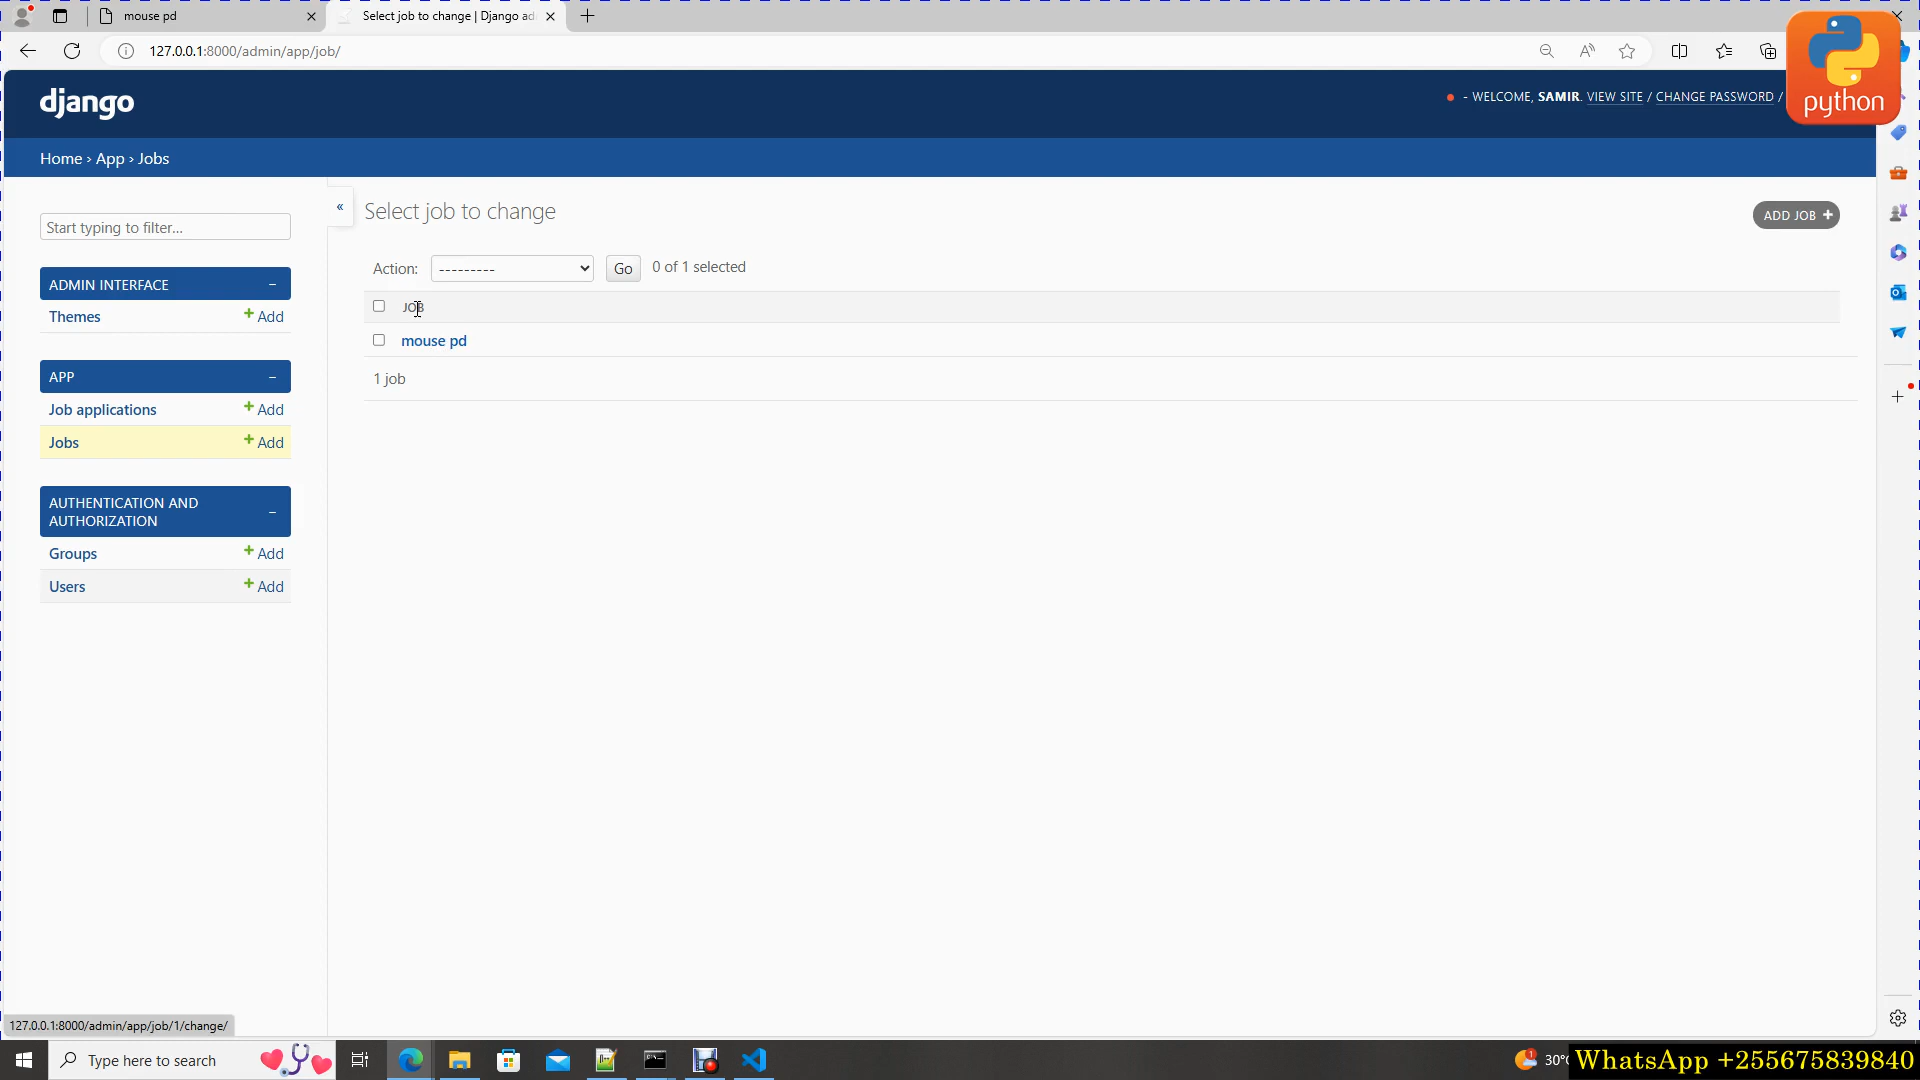 mouse pd
Select job to change | Django ad
127.0.0.1:8000/admin/app/job/
python
django
- WELCOME, SAMIR. VIEW SITE / CHANGE PASSWORD /
Home › App › Jobs
«
Select job to change
ADD JOB +
Start typing to filter...
Action:
---------
Go
0 of 1 selected
ADMIN INTERFACE −
JOB
Themes
+ Add
mouse pd
APP −
1 job
Job applications
+ Add
Jobs
+ Add
AUTHENTICATION AND
AUTHORIZATION −
Groups
+ Add
Users
+ Add
127.0.0.1:8000/admin/app/job/1/change/
Type here to search
1
30°
WhatsApp +255675839840